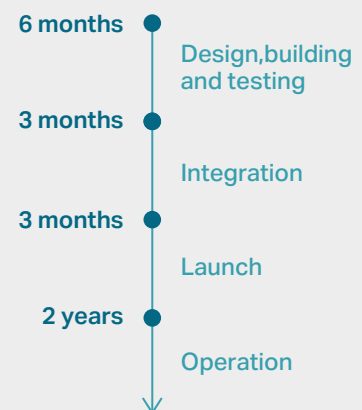 6 months
Design,building
and testing
3 months
Integration
3 months
Launch
2 years
Operation